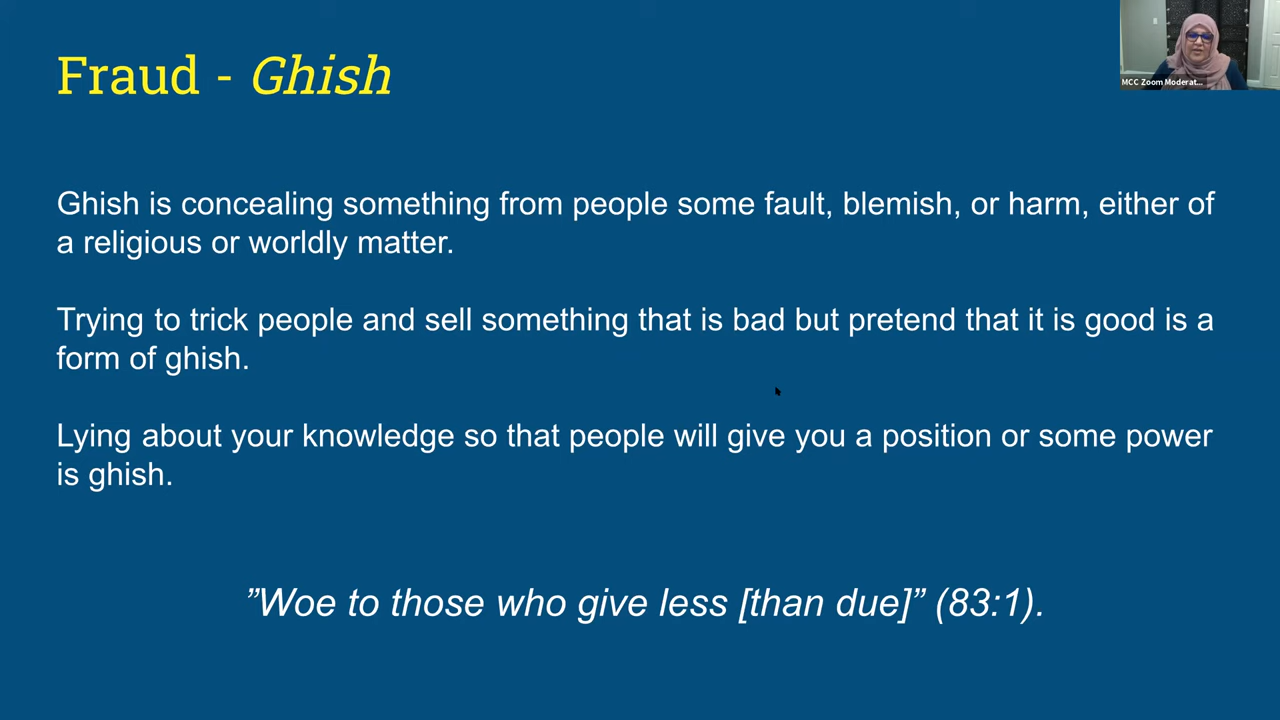 Fraud - Ghish
MCC Zoom Moderat...
Ghish is concealing something from people some fault, blemish, or harm, either of
a religious or worldly matter.
Trying to trick people and sell something that is bad but pretend that it is good is a
form of ghish.
Lying about your knowledge so that people will give you a position or some power
is ghish.
”Woe to those who give less [than due]” (83:1).